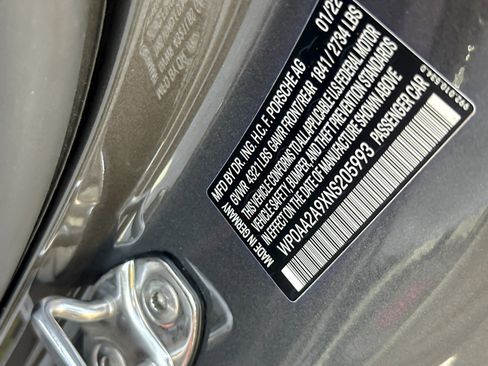 MFD BY DR. ING. H.C. F. PORSCHE AG 01/22
GVWR 4321 LBS GAWR FRONT/REAR 1841 / 2734 LBS
THIS VEHICLE CONFORMS TO ALL APPLICABLE U.S. FEDERAL MOTOR
VEHICLE SAFETY, BUMPER, AND THEFT PREVENTION STANDARDS
IN EFFECT ON THE DATE OF MANUFACTURE SHOWN ABOVE
MADE IN GERMANY
WP0AA2A9XNS205993 PASSENGER CAR